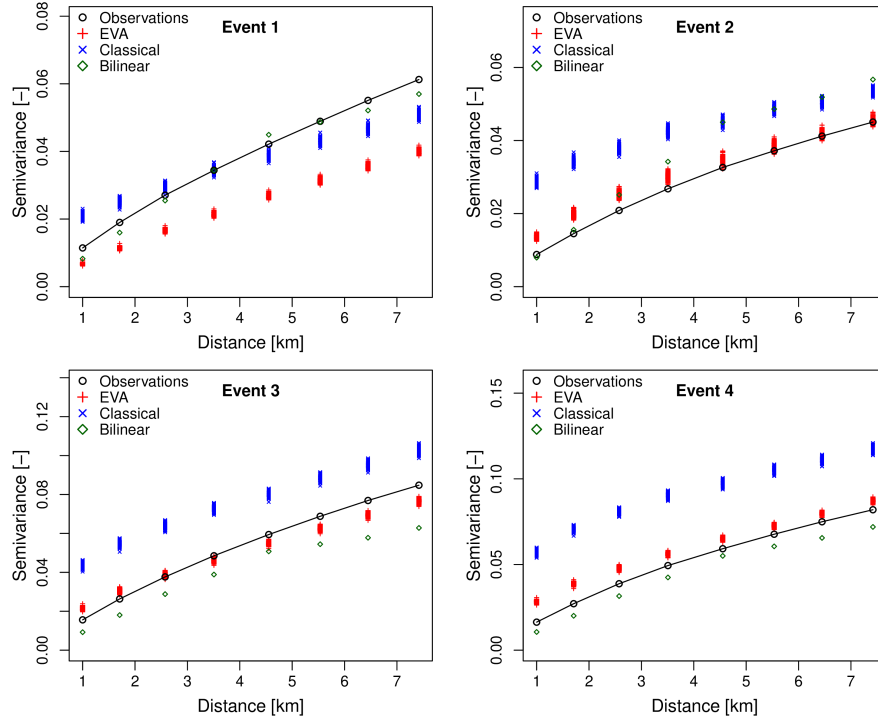 Event 1
Observations
EVA
Classical
Bilinear
Semivariance [−]
0.00
0.02
0.04
0.06
0.08
1 2 3 4 5 6 7
Distance [km]
Event 2
Observations
EVA
Classical
Bilinear
Semivariance [−]
0.00
0.02
0.04
0.06
1 2 3 4 5 6 7
Distance [km]
Event 3
Observations
EVA
Classical
Bilinear
Semivariance [−]
0.00
0.04
0.08
0.12
1 2 3 4 5 6 7
Distance [km]
Event 4
Observations
EVA
Classical
Bilinear
Semivariance [−]
0.00
0.05
0.10
0.15
1 2 3 4 5 6 7
Distance [km]